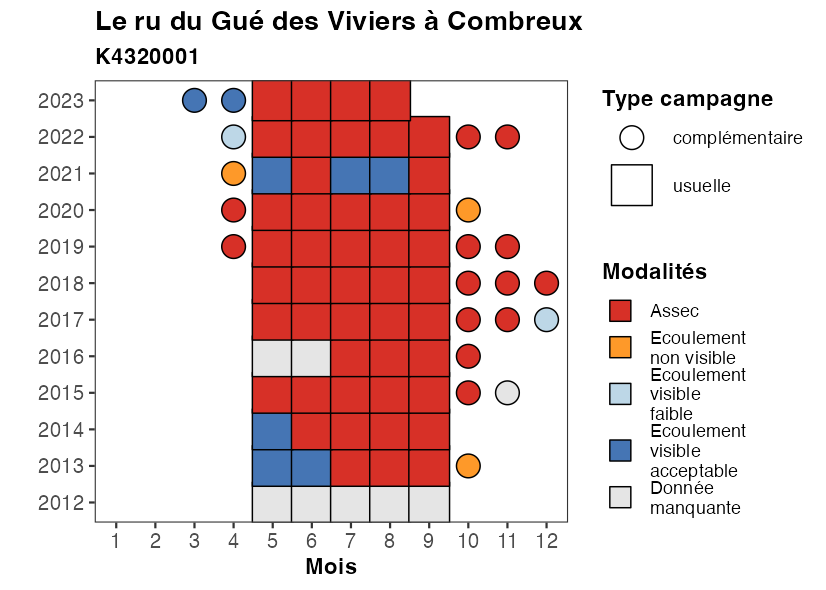 Le ru du Gué des Viviers à Combreux
K4320001
2023
2022
2021
2020
2019
2018
2017
2016
2015
2014
2013
2012
1 2 3 4 5 6 7 8 9 10 11 12
Mois
Type campagne
complémentaire
usuelle
Modalités
Assec
Ecoulement
non visible
Ecoulement
visible
faible
Ecoulement
visible
acceptable
Donnée
manquante